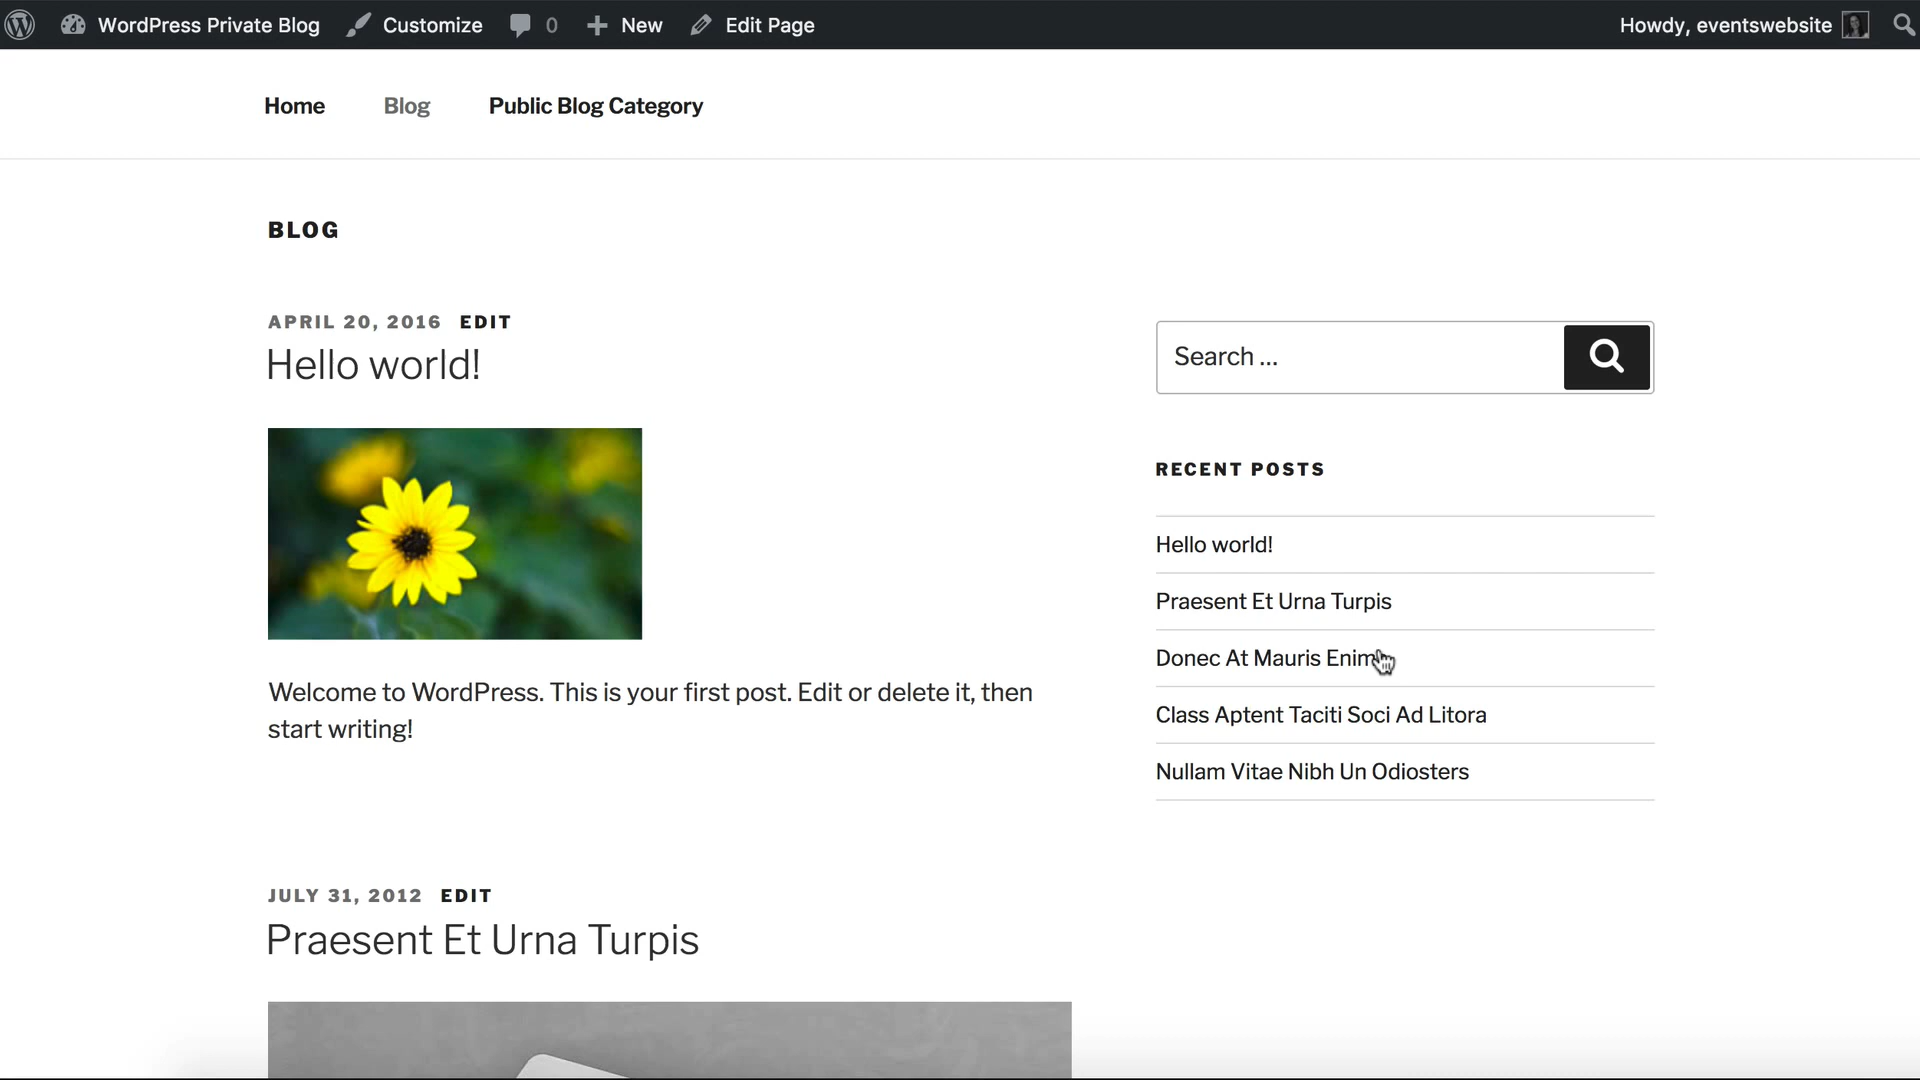 WordPress Private Blog Customize 0 New Edit Page Howdy, eventswebsite
Home Blog Public Blog Category
BLOG
APRIL 20, 2016 EDIT
Hello world!
Welcome to WordPress. This is your first post. Edit or delete it, then
start writing!
JULY 31, 2012 EDIT
Praesent Et Urna Turpis
Search ...
RECENT POSTS
Hello world!
Praesent Et Urna Turpis
Donec At Mauris Enim
Class Aptent Taciti Soci Ad Litora
Nullam Vitae Nibh Un Odiosters